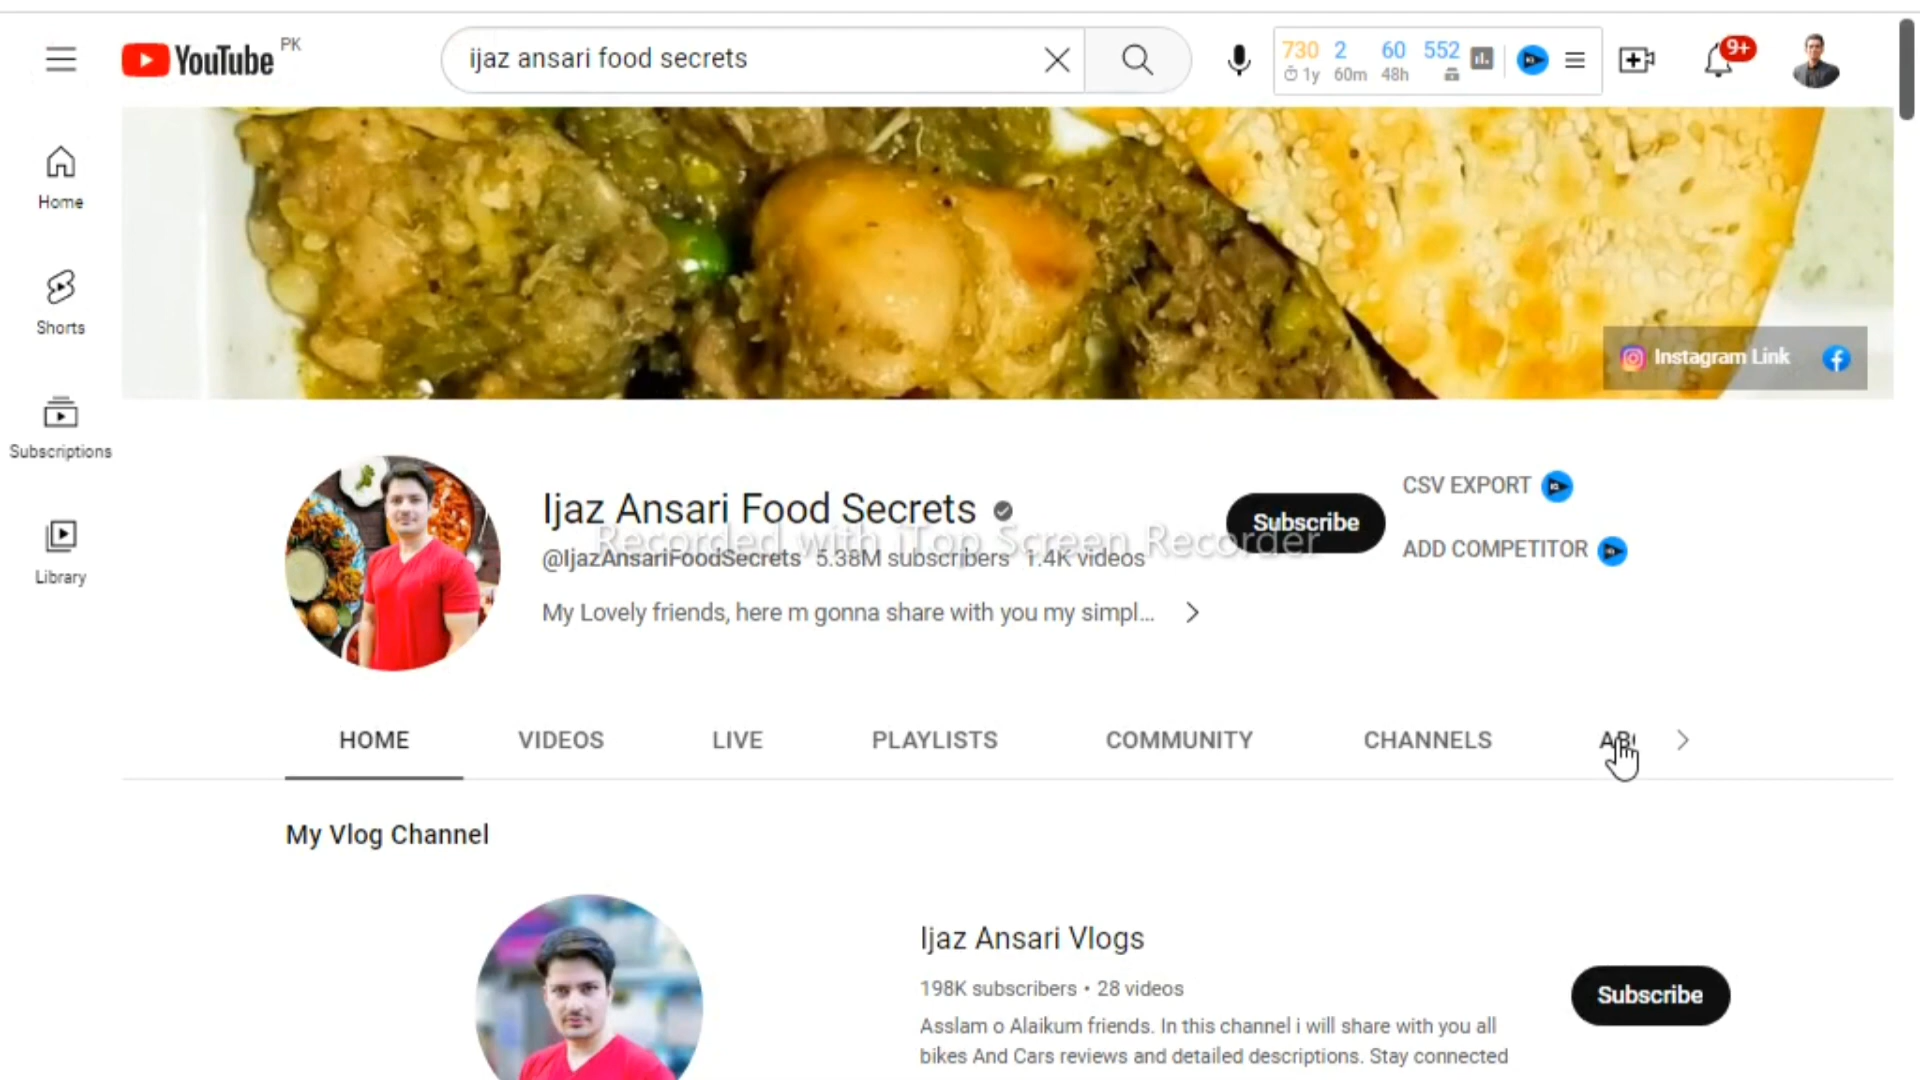 YouTube PK
ijaz ansari food secrets
730 2 60 552
1y 60m 48h
9+
Home
Shorts
Subscriptions
Library
Instagram Link
Ijaz Ansari Food Secrets
@IjazAnsariFoodSecrets 5.38M subscribers 1.4K videos
Recorded with iTop Screen Recorder
My Lovely friends, here m gonna share with you my simpl...
Subscribe
CSV EXPORT
ADD COMPETITOR
HOME VIDEOS LIVE PLAYLISTS COMMUNITY CHANNELS
My Vlog Channel
Ijaz Ansari Vlogs
198K subscribers • 28 videos
Asslam o Alaikum friends. In this channel i will share with you all
bikes And Cars reviews and detailed descriptions. Stay connected
Subscribe